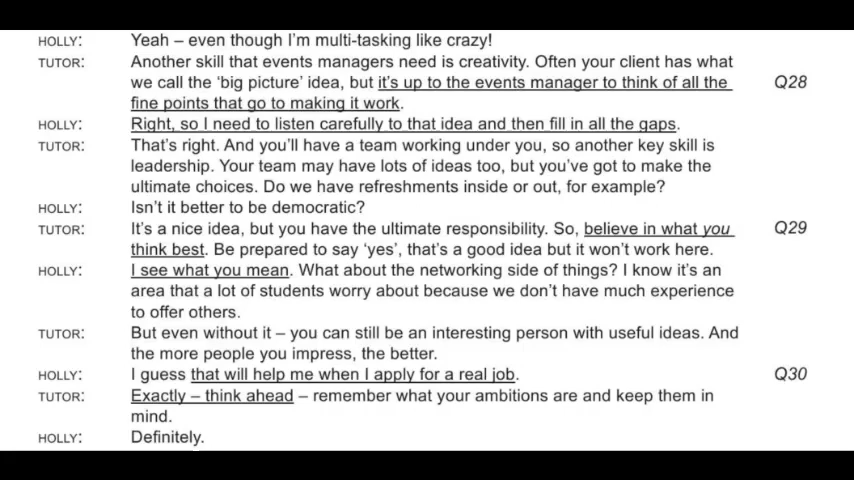 HOLLY: Yeah – even though I'm multi-tasking like crazy!
TUTOR: Another skill that events managers need is creativity. Often your client has what
we call the 'big picture' idea, but it's up to the events manager to think of all the Q28
fine points that go to making it work.
HOLLY: Right, so I need to listen carefully to that idea and then fill in all the gaps.
TUTOR: That's right. And you'll have a team working under you, so another key skill is
leadership. Your team may have lots of ideas too, but you've got to make the
ultimate choices. Do we have refreshments inside or out, for example?
HOLLY: Isn't it better to be democratic?
TUTOR: It's a nice idea, but you have the ultimate responsibility. So, believe in what you Q29
think best. Be prepared to say 'yes', that's a good idea but it won't work here.
HOLLY: I see what you mean. What about the networking side of things? I know it's an
area that a lot of students worry about because we don't have much experience
to offer others.
TUTOR: But even without it – you can still be an interesting person with useful ideas. And
the more people you impress, the better.
HOLLY: I guess that will help me when I apply for a real job. Q30
TUTOR: Exactly – think ahead – remember what your ambitions are and keep them in
mind.
HOLLY: Definitely.